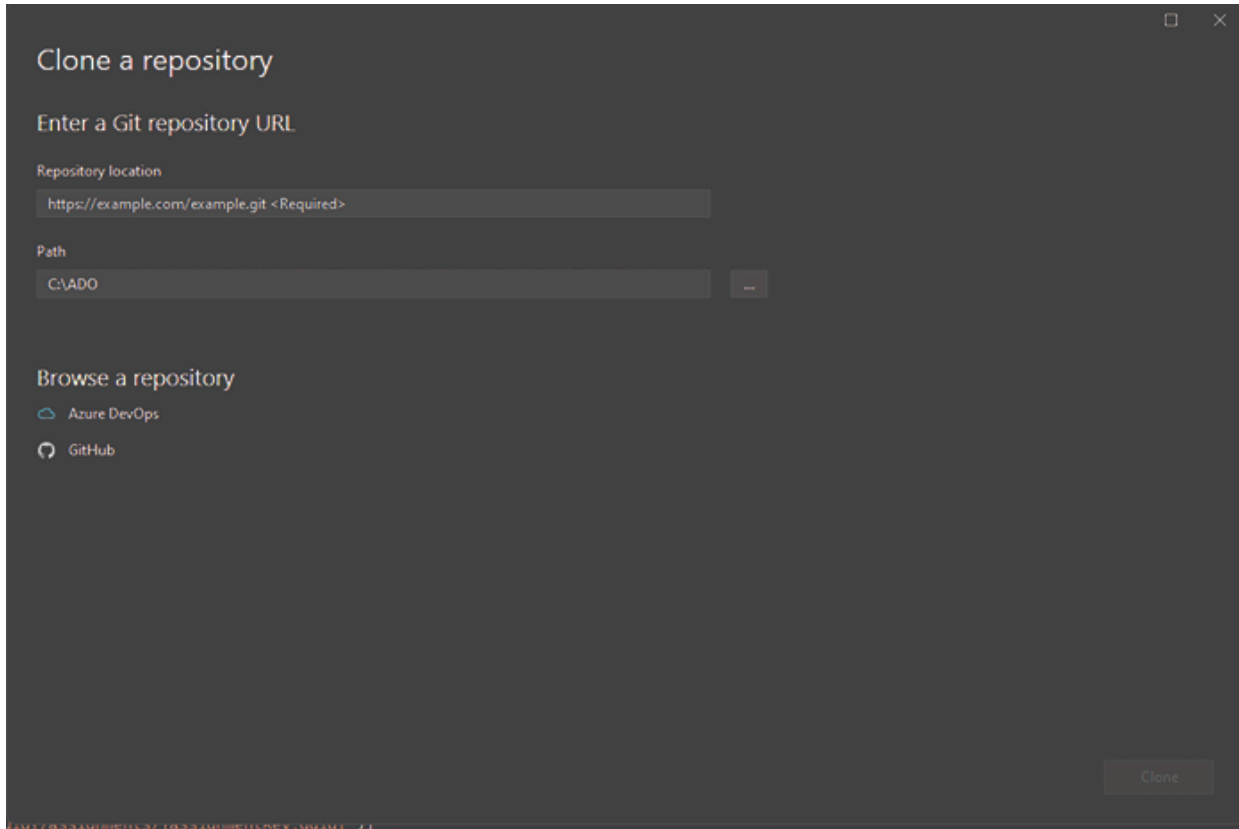 Clone a repository
Enter a Git repository URL
Repository location
https://example.com/example.git <Required>
Path
C:\ADO
...
Browse a repository
Azure DevOps
GitHub
Clone